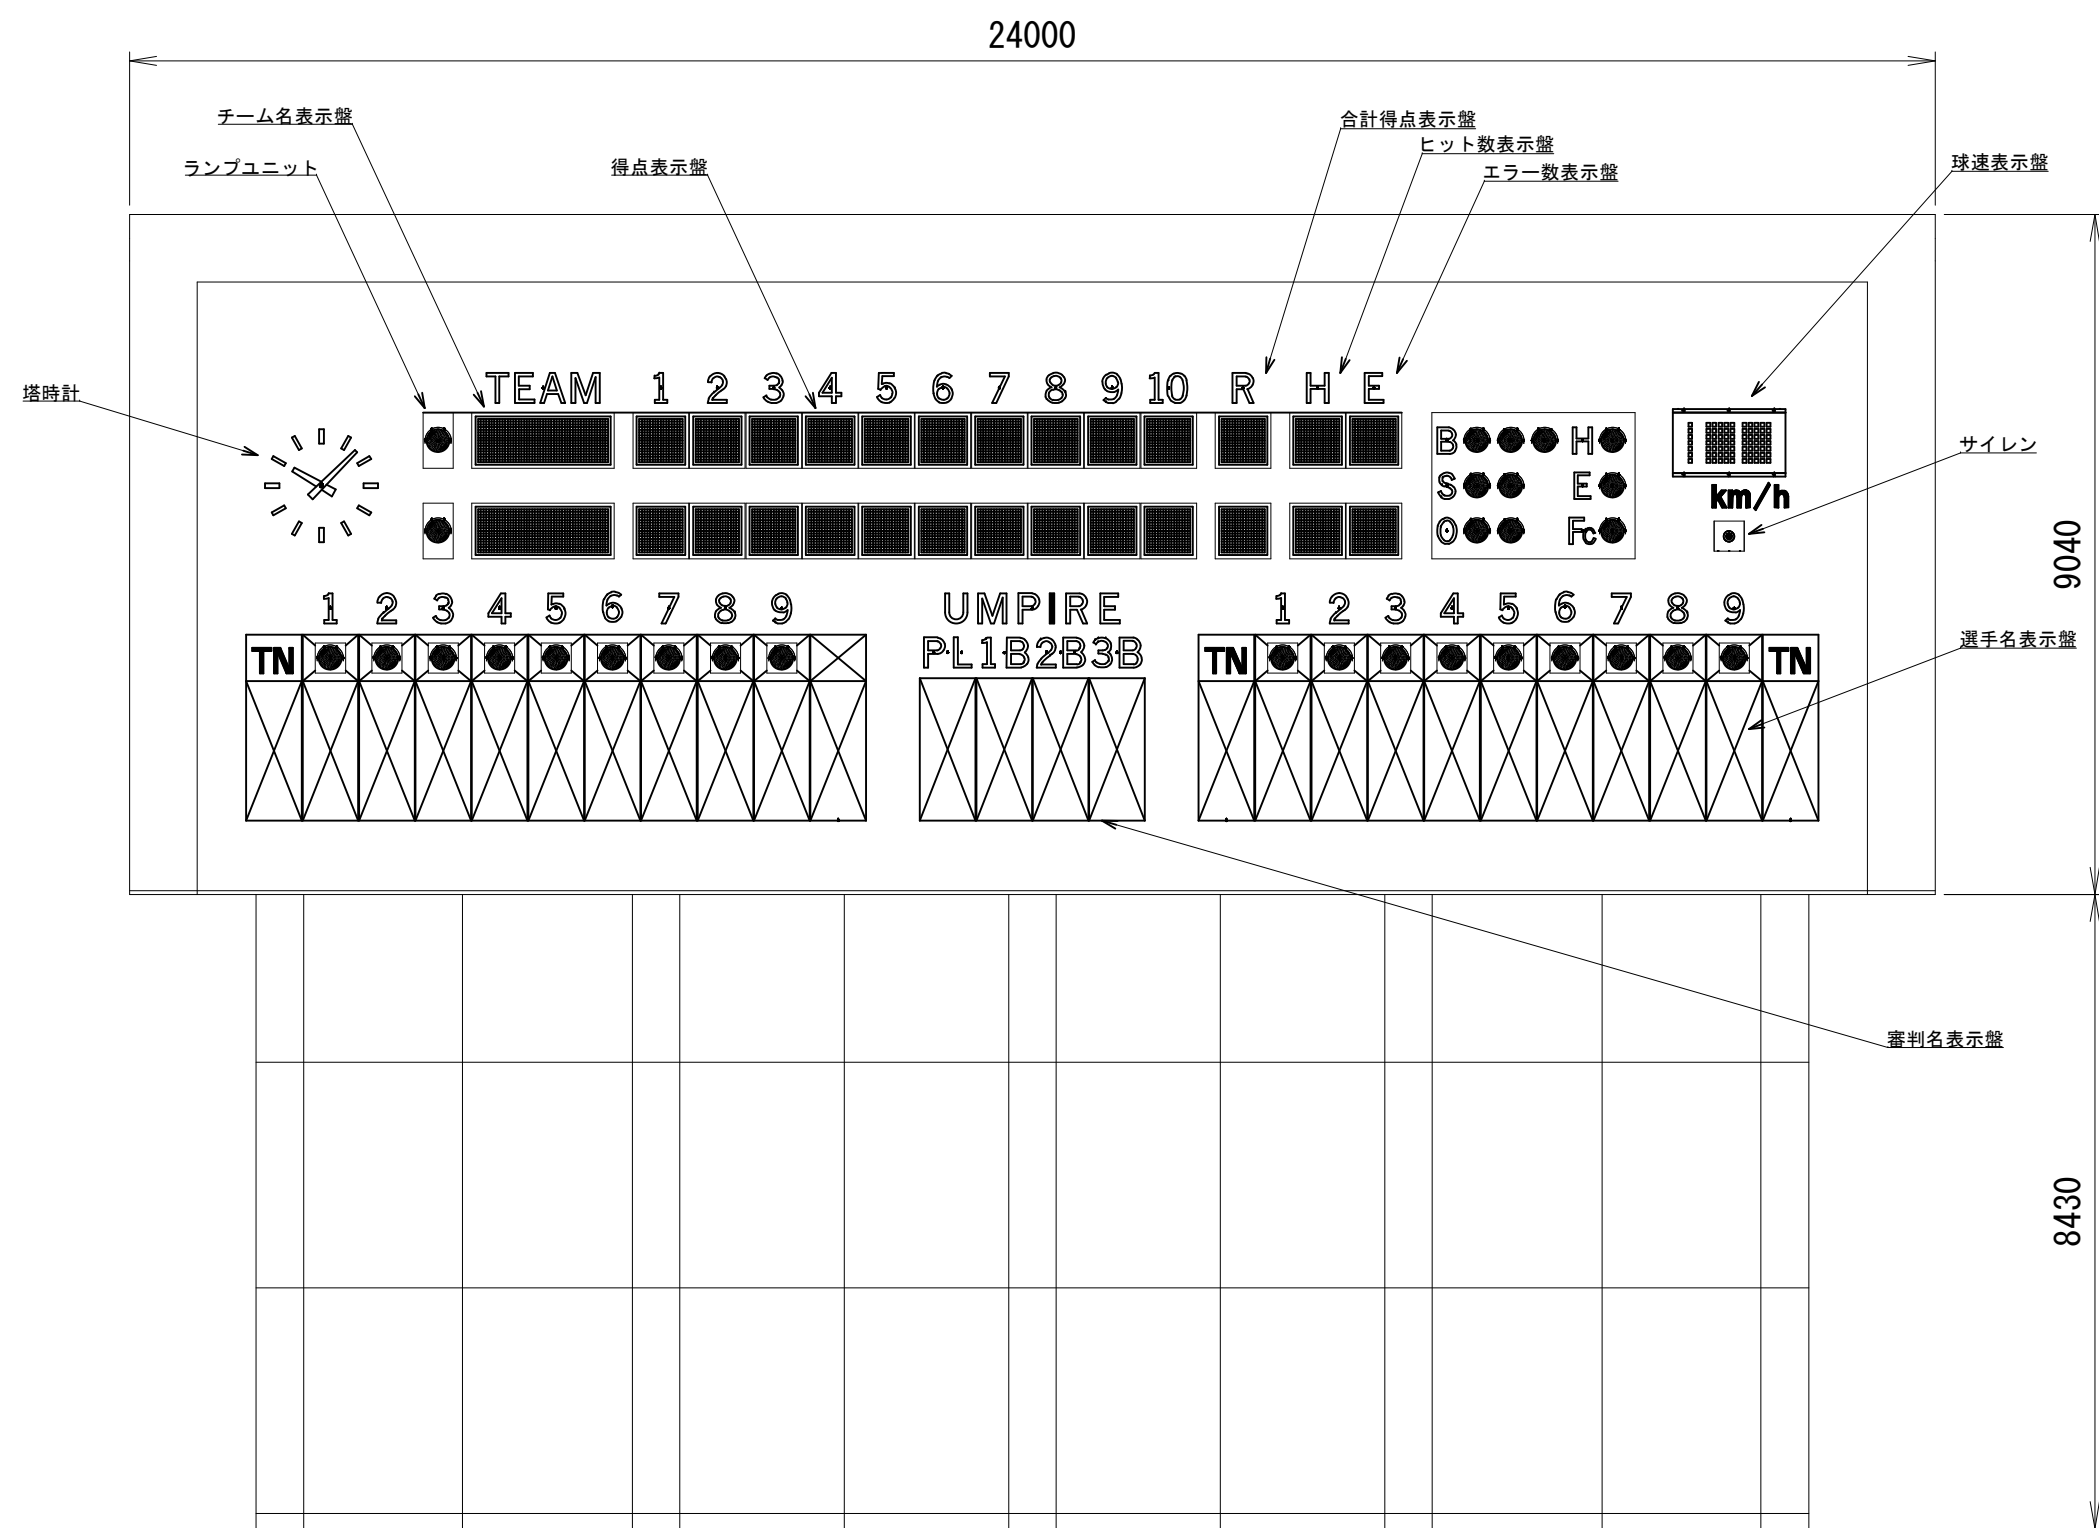 24000
チーム名表示盤
合計得点表示盤
ヒット数表示盤
ランプユニット
得点表示盤
エラー数表示盤
球速表示盤
塔時計
TEAM 1 2 3 4 5 6 7 8 9 10 R H E
B H
サイレン
S E
km/h
O Fc
9040
1 2 3 4 5 6 7 8 9 UMPIRE 1 2 3 4 5 6 7 8 9
TN PL 1B 2B 3B TN TN
選手名表示盤
審判名表示盤
8430